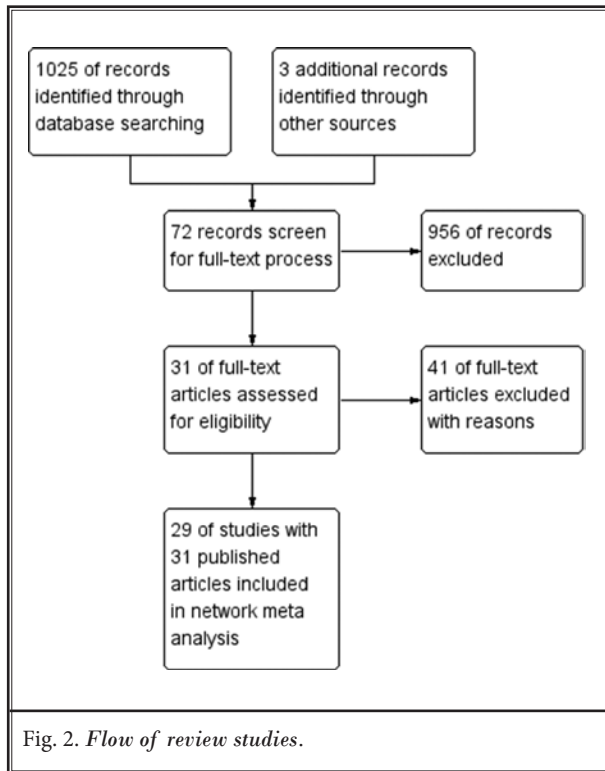 1025 of records
identified through
database searching
3 additional records
identified through
other sources
72 records screen
for full-text process
956 of records
excluded
31 of full-text
articles assessed
for eligibility
41 of full-text
articles excluded
with reasons
29 of studies with
31 published
articles included
in network meta
analysis
Fig. 2. Flow of review studies.